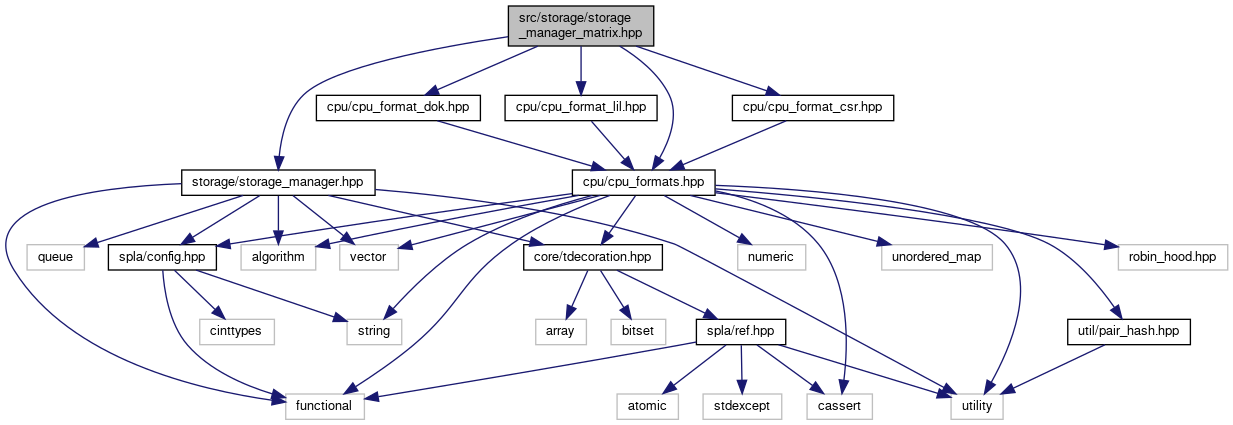 src/storage/storage
_manager_matrix.hpp
cpu/cpu_format_dok.hpp
cpu/cpu_format_lil.hpp
cpu/cpu_format_csr.hpp
storage/storage_manager.hpp
cpu/cpu_formats.hpp
queue
spla/config.hpp
algorithm
vector
core/tdecoration.hpp
numeric
unordered_map
robin_hood.hpp
cinttypes
string
array
bitset
spla/ref.hpp
util/pair_hash.hpp
functional
atomic
stdexcept
cassert
utility